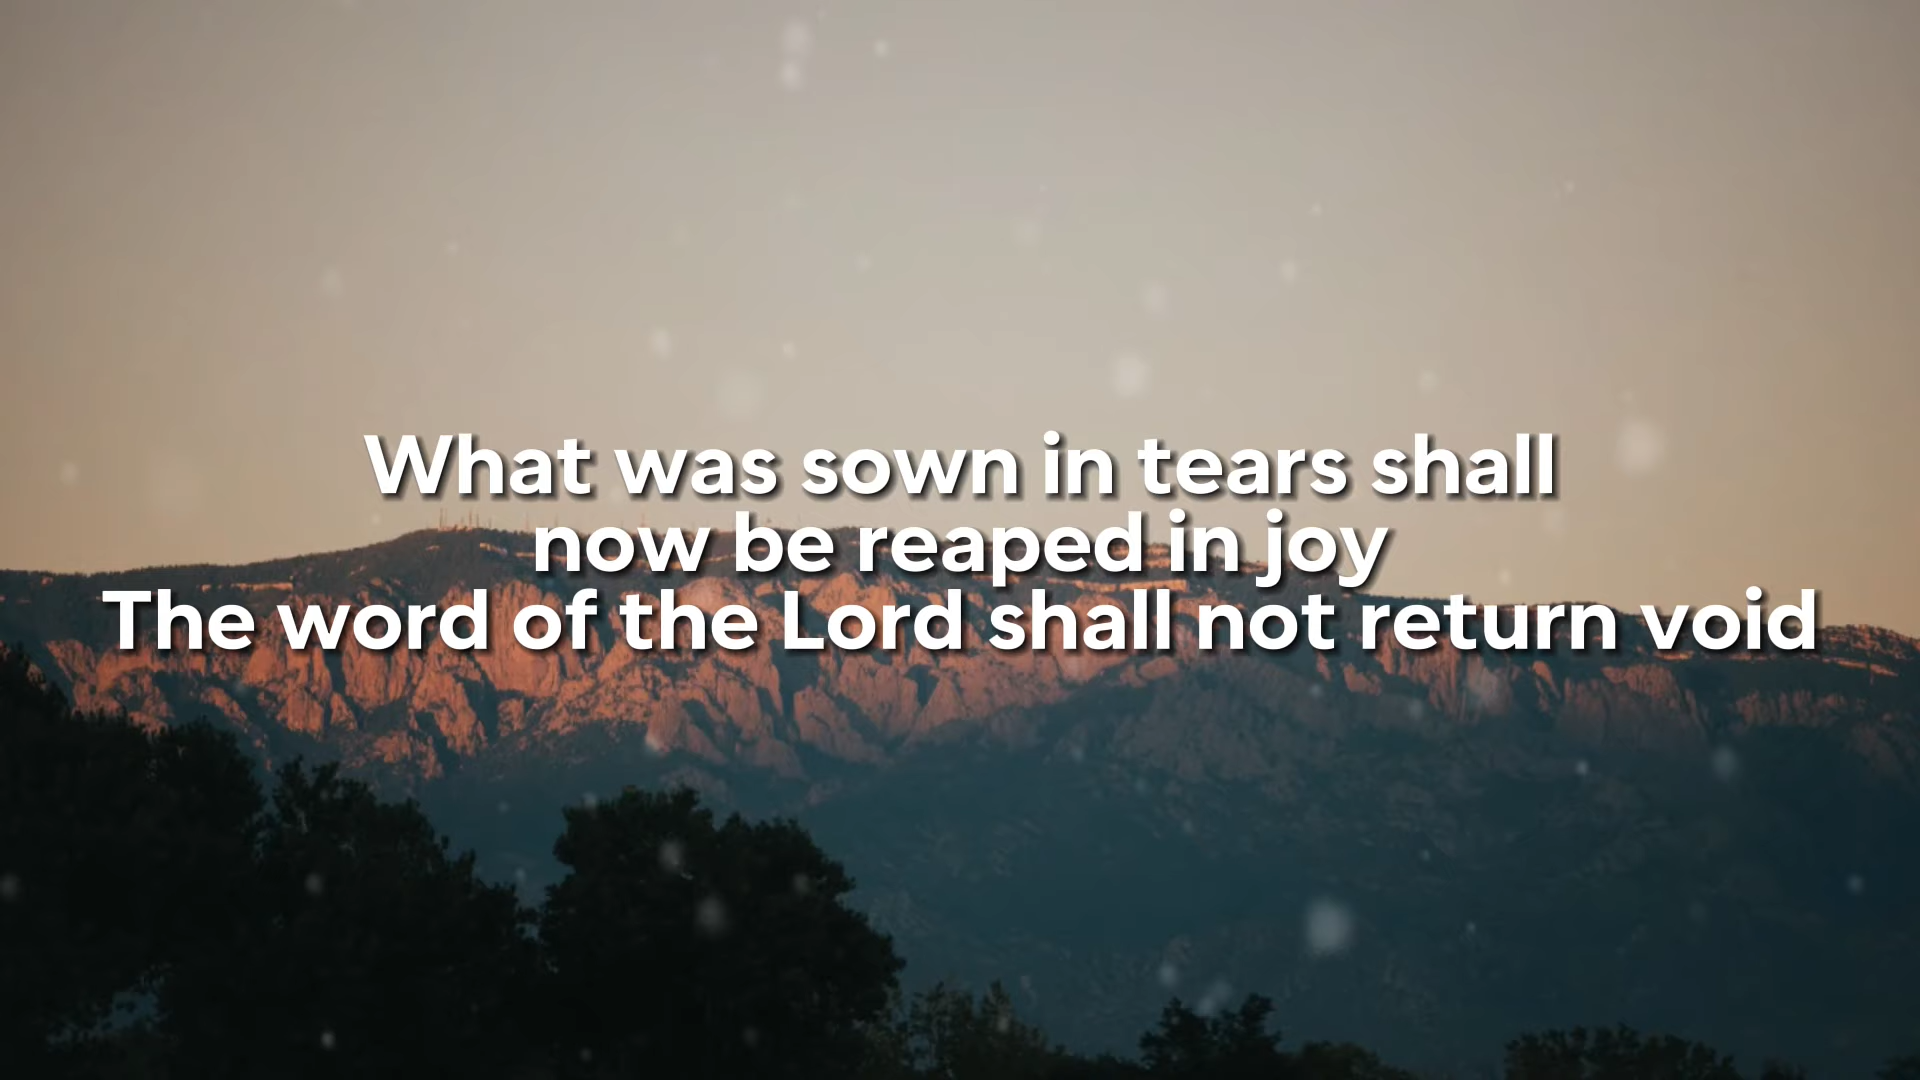 What was sown in tears shall
now be reaped in joy
The word of the Lord shall not return void